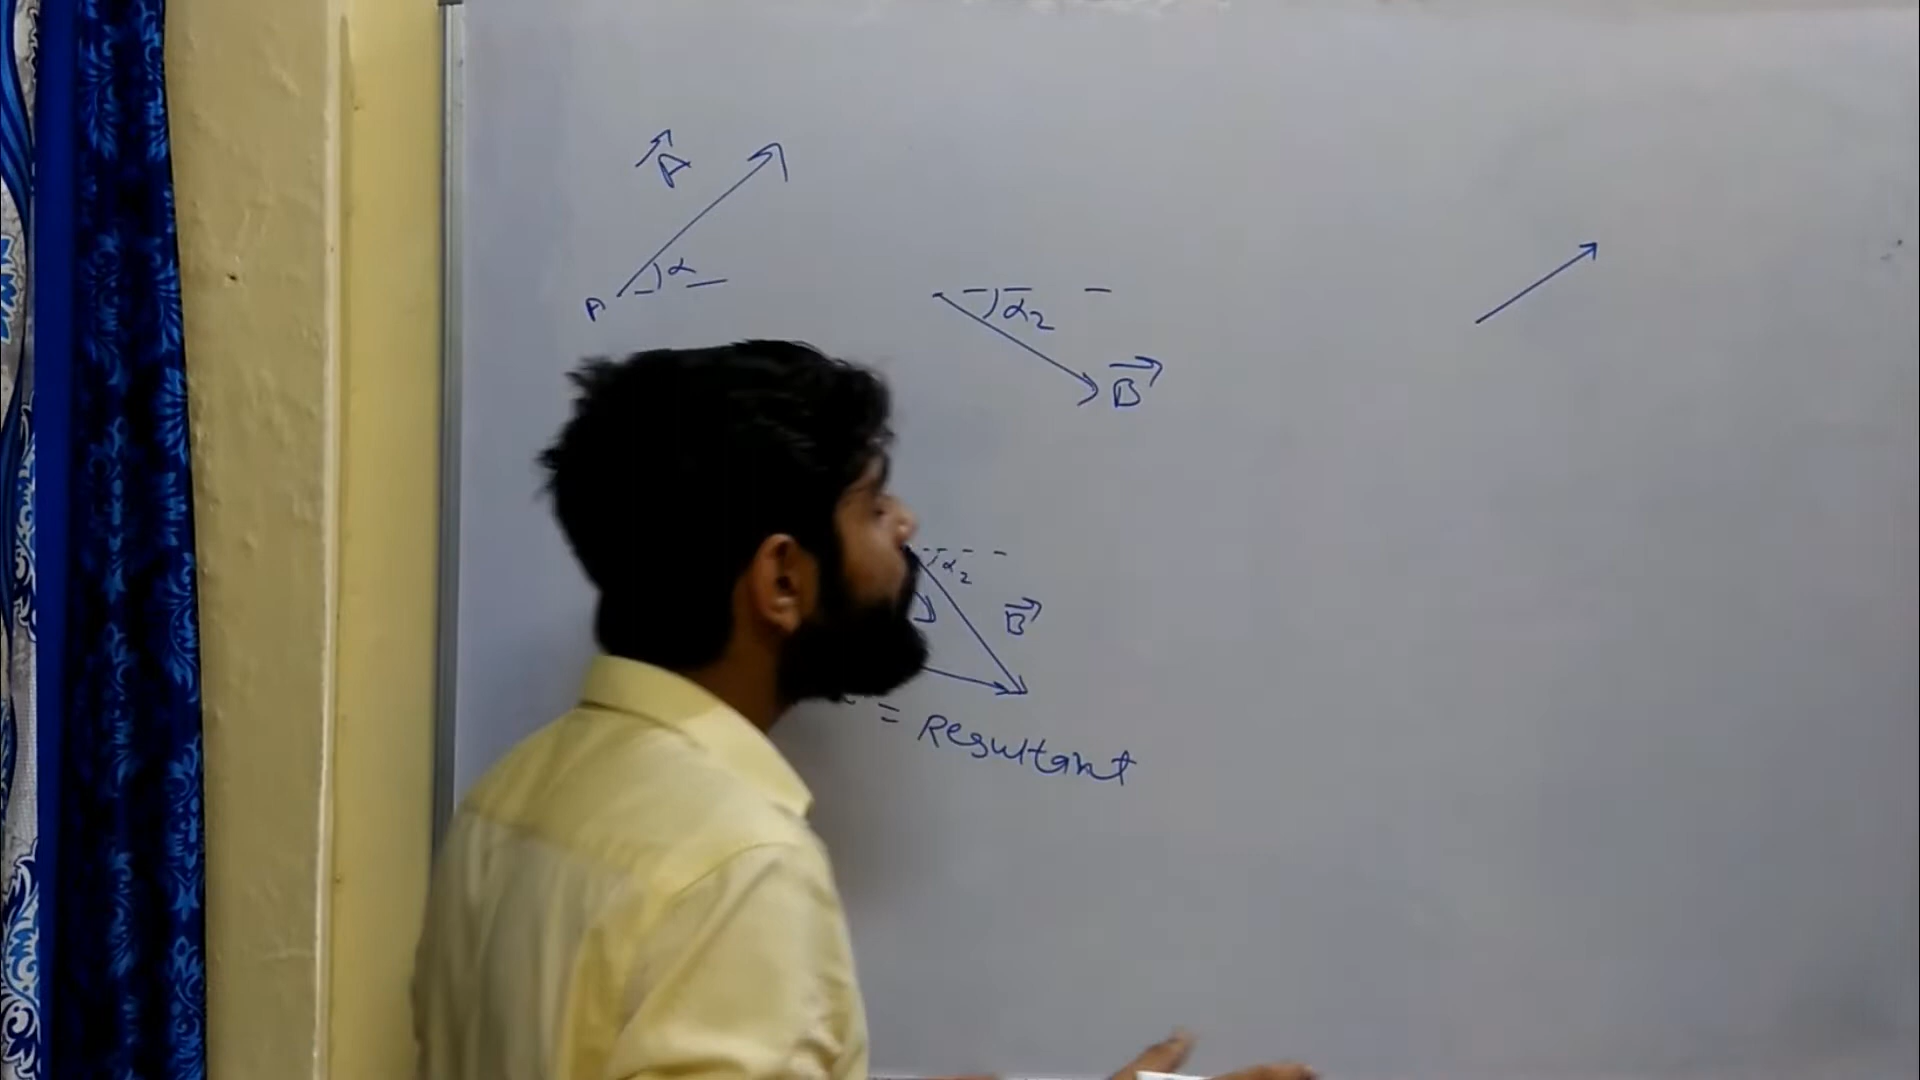 A
α
A
α2
B
α2
B
= Resultant